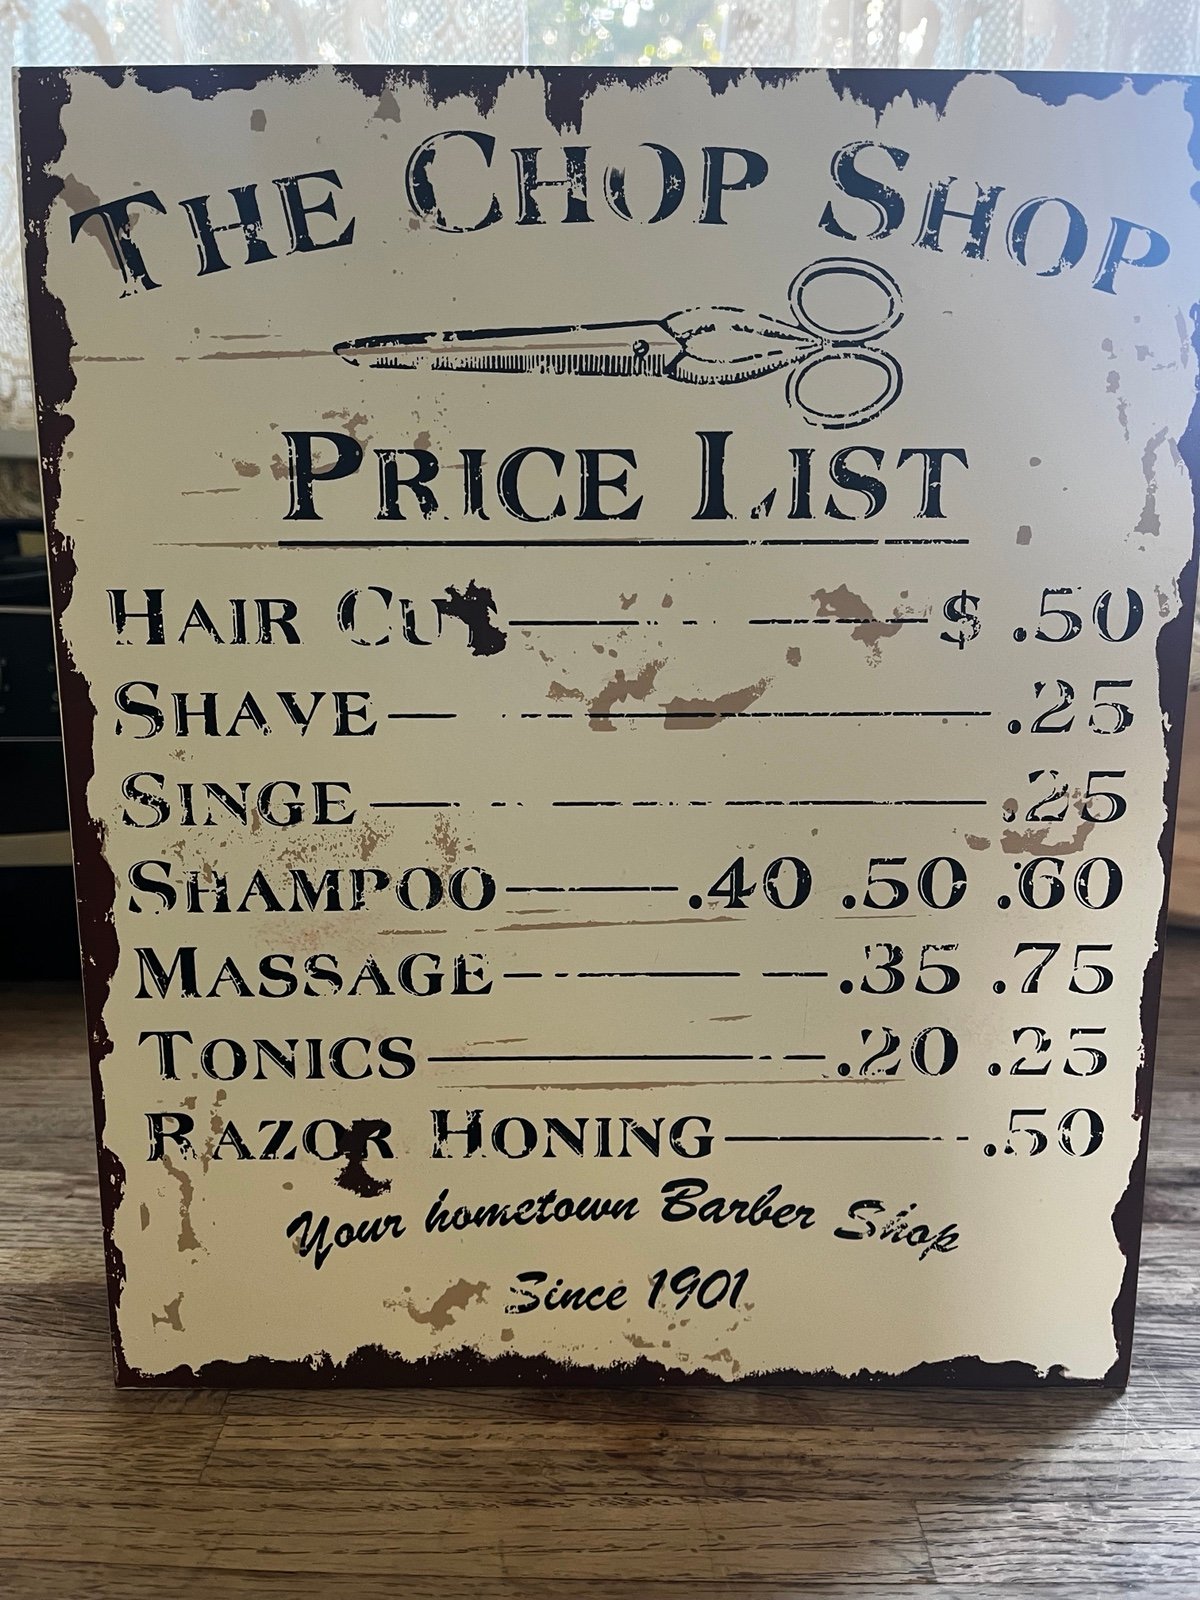 THE CHOP SHOP
PRICE LIST
HAIR CUT $ .50
SHAVE .25
SINGE .25
SHAMPOO .40 .50 .60
MASSAGE .35 .75
TONICS .20 .25
RAZOR HONING .50
Your hometown Barber Shop
Since 1901